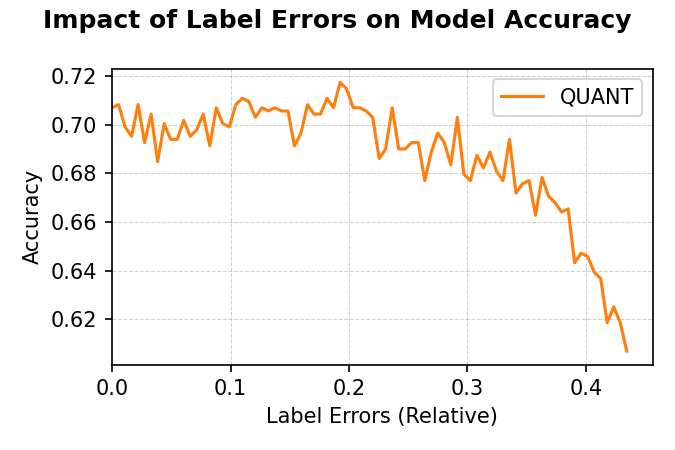 Impact of Label Errors on Model Accuracy
QUANT
Accuracy
0.72
0.70
0.68
0.66
0.64
0.62
0.0 0.1 0.2 0.3 0.4
Label Errors (Relative)